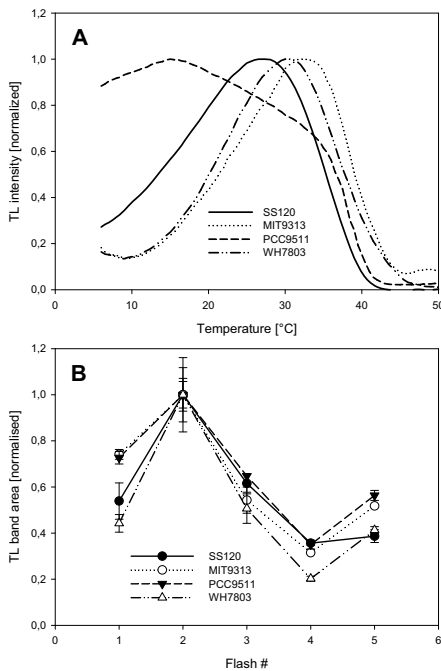 A
TL intensity [normalized]
1,2
1,0
0,8
0,6
0,4
0,2
0,0
SS120
MIT9313
PCC9511
WH7803
0 10 20 30 40 50
Temperature [°C]
B
TL band area [normalised]
1,2
1,0
0,8
0,6
0,4
0,2
0,0
SS120
MIT9313
PCC9511
WH7803
0 1 2 3 4 5 6
Flash #